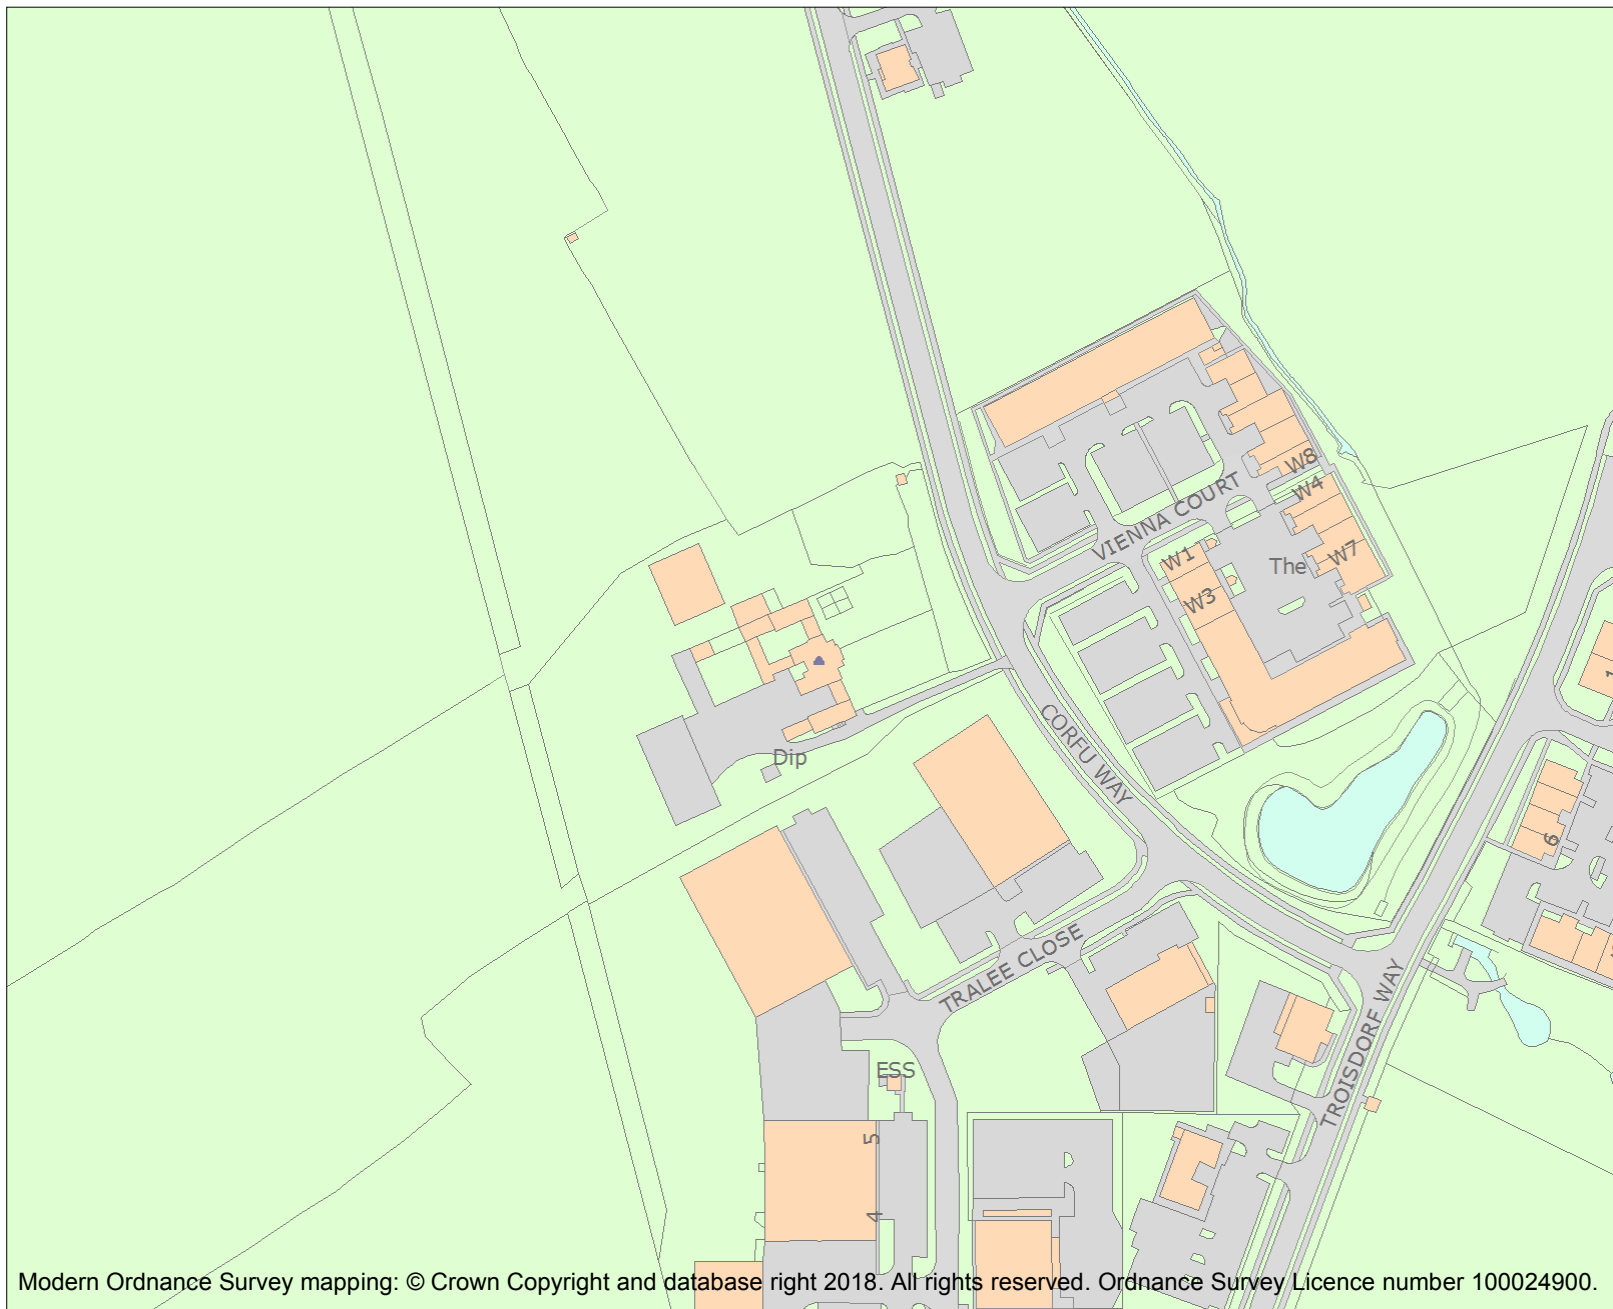 W8
W4
VIENNA COURT
W1
The
W7
W3
1
CORFU WAY
Dip
6
TRALEE CLOSE
TROISDORF WAY
ESS
5
4
Modern Ordnance Survey mapping: © Crown Copyright and database right 2018. All rights reserved. Ordnance Survey Licence number 100024900.